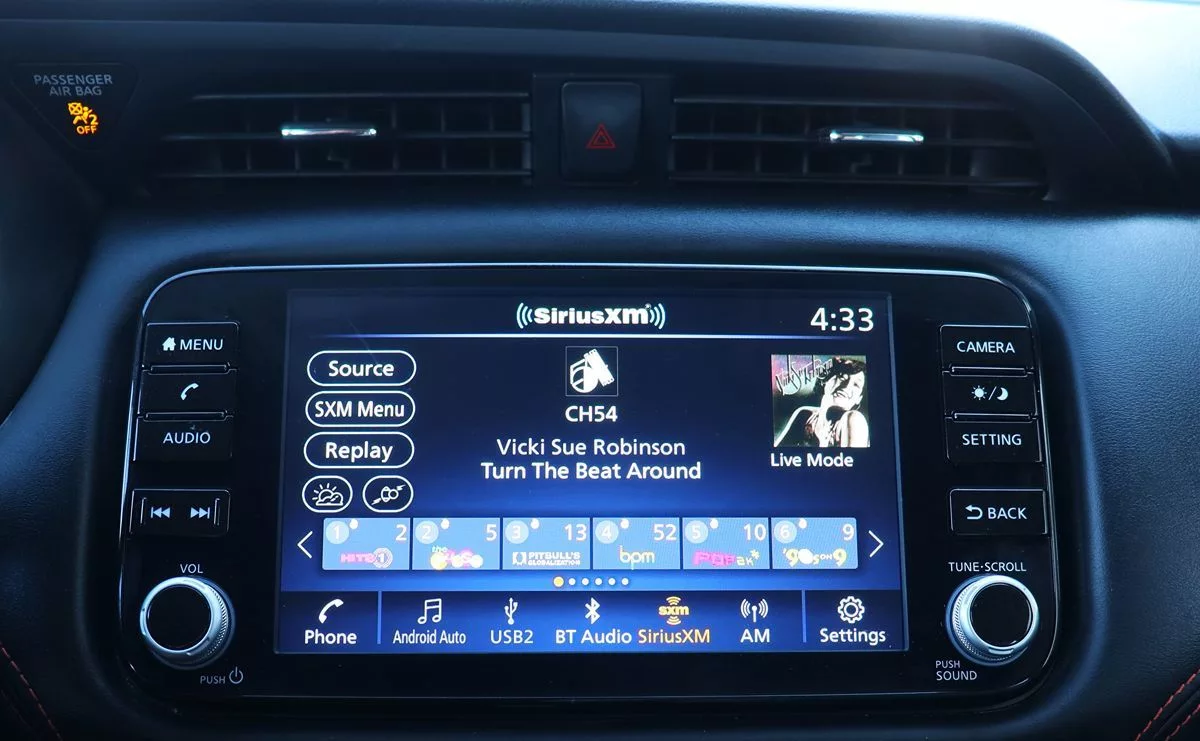 PASSENGER
AIR BAG
2
OFF
((SiriusXM))
4:33
MENU
AUDIO
VOL
PUSH
Source
SXM Menu
Replay
CH54
Vicki Sue Robinson
Turn The Beat Around
Live Mode
1 2
HITS 1
2 5
the
3 13
PITBULL'S
GLOBALIZATION
4 52
bpm
5 10
POP
6 9
'90s ON 9
Phone
Android Auto
USB2
BT Audio
sxm
SiriusXM
AM
Settings
CAMERA
SETTING
BACK
TUNE·SCROLL
PUSH
SOUND